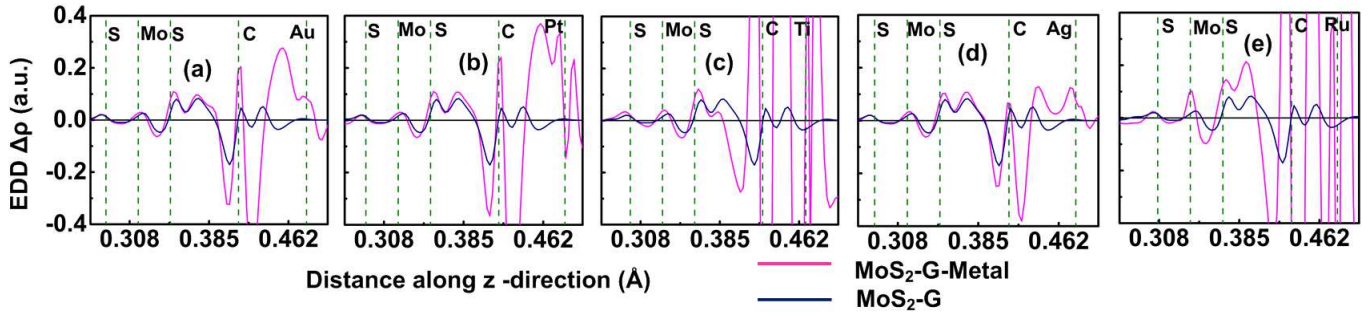 EDD Δρ (a.u.)
0.4
0.2
0.0
-0.2
-0.4
S Mo S C Au
(a)
0.308 0.385 0.462
S Mo S C Pt
(b)
0.308 0.385 0.462
S Mo S C Ti
(c)
0.308 0.385 0.462
S Mo S C Ag
(d)
0.308 0.385 0.462
S Mo S C Ru
(e)
0.308 0.385 0.462
Distance along z -direction (Å)
MoS₂-G-Metal
MoS₂-G